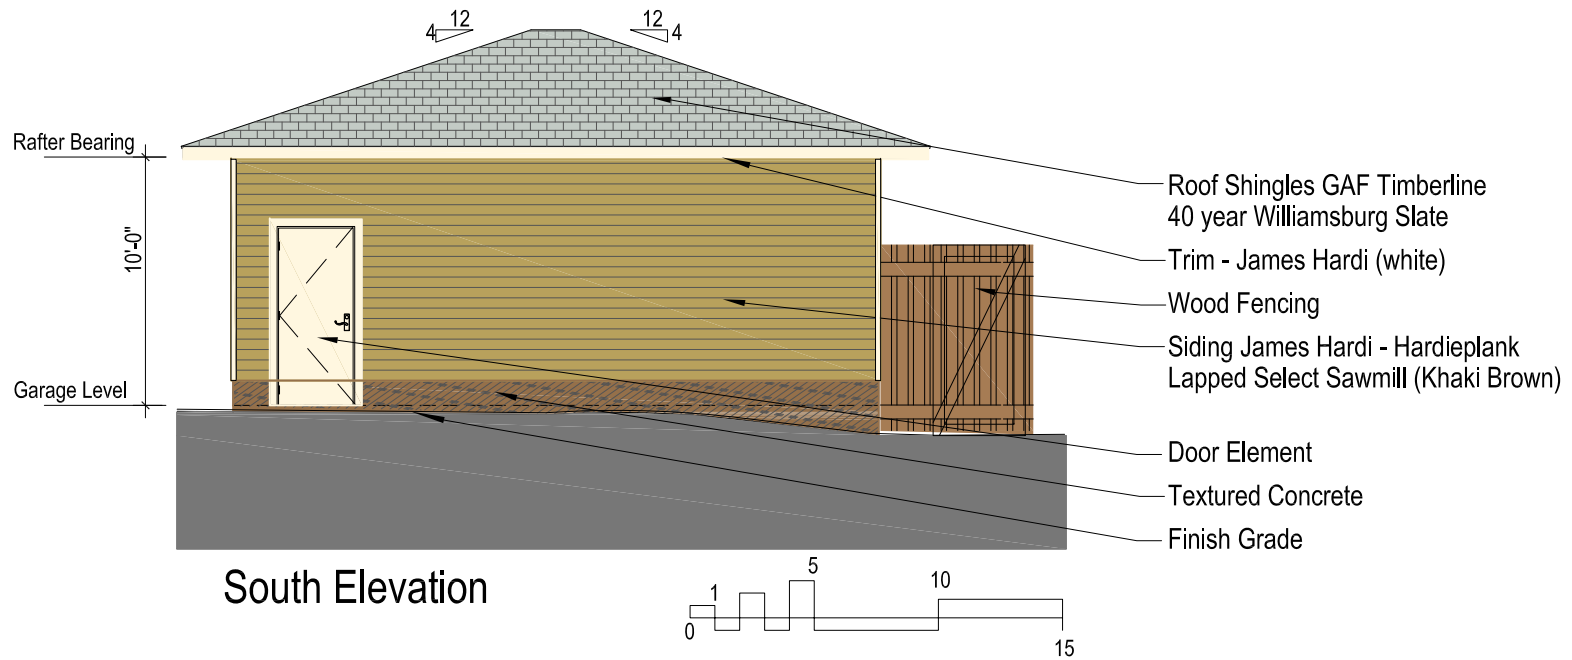 12
4
12
4
Rafter Bearing
10'-0"
Garage Level
Roof Shingles GAF Timberline
40 year Williamsburg Slate
Trim - James Hardi (white)
Wood Fencing
Siding James Hardi - Hardieplank
Lapped Select Sawmill (Khaki Brown)
Door Element
Textured Concrete
Finish Grade
South Elevation
0
1
5
10
15